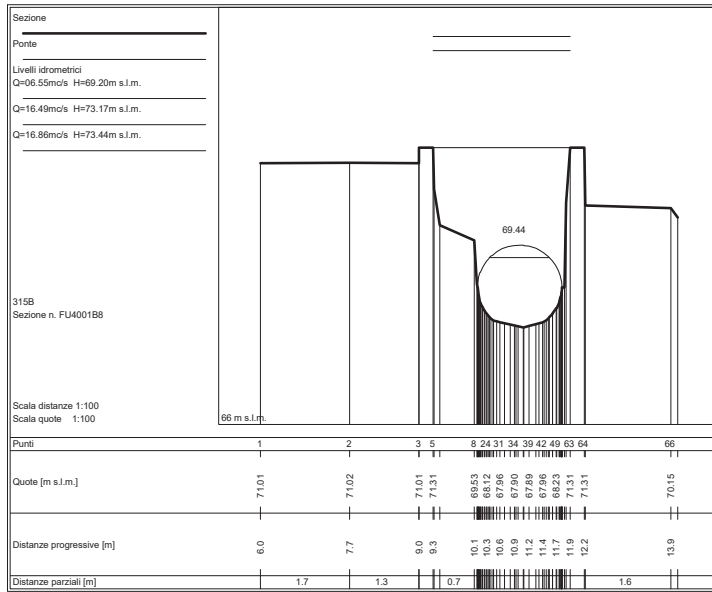 Sezione
Ponte
Livelli idrometrici
Q=06.55mc/s H=69.20m s.l.m.
Q=16.49mc/s H=73.17m s.l.m.
Q=16.86mc/s H=73.44m s.l.m.
69.44
315B
Sezione n. FU4001B8
Scala distanze 1:100
Scala quote 1:100
66 m s.l.m.
Punti 1 2 3 5 8 24 31 34 39 42 49 63 64 66
Quote [m s.l.m.] 71.01 71.02 71.01 71.31 69.53 68.12 67.96 67.90 67.89 67.96 68.23 71.31 71.31 70.15
Distanze progressive [m] 6.0 7.7 9.0 9.3 10.1 10.3 10.6 10.9 11.2 11.4 11.7 11.9 12.2 13.9
Distanze parziali [m] 1.7 1.3 0.7 1.6